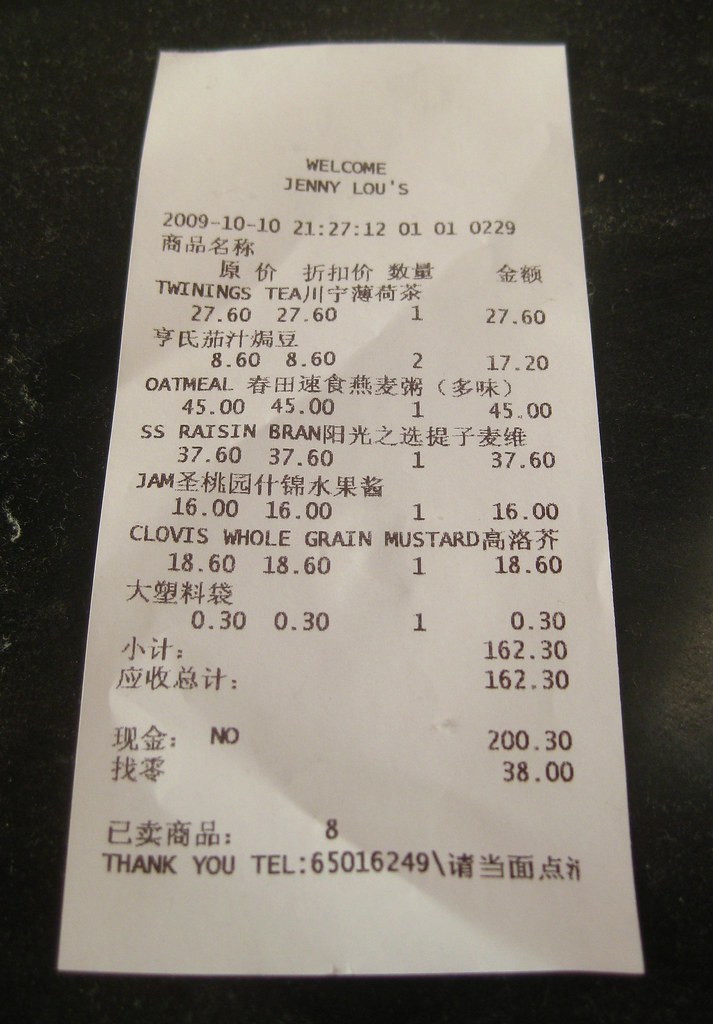 WELCOME
JENNY LOU'S
2009-10-10 21:27:12 01 01 0229
商品名称
原 价 折扣价 数量 金额
TWININGS TEA川宁薄荷茶
27.60 27.60 1 27.60
亨氏茄汁焗豆
8.60 8.60 2 17.20
OATMEAL 春田速食燕麦粥（多味）
45.00 45.00 1 45.00
SS RAISIN BRAN阳光之选提子麦维
37.60 37.60 1 37.60
JAM圣桃园什锦水果酱
16.00 16.00 1 16.00
CLOVIS WHOLE GRAIN MUSTARD高洛芥
18.60 18.60 1 18.60
大塑料袋
0.30 0.30 1 0.30
小计： 162.30
应收总计： 162.30
现金： NO 200.30
找零 38.00
已卖商品： 8
THANK YOU TEL:65016249\请当面点